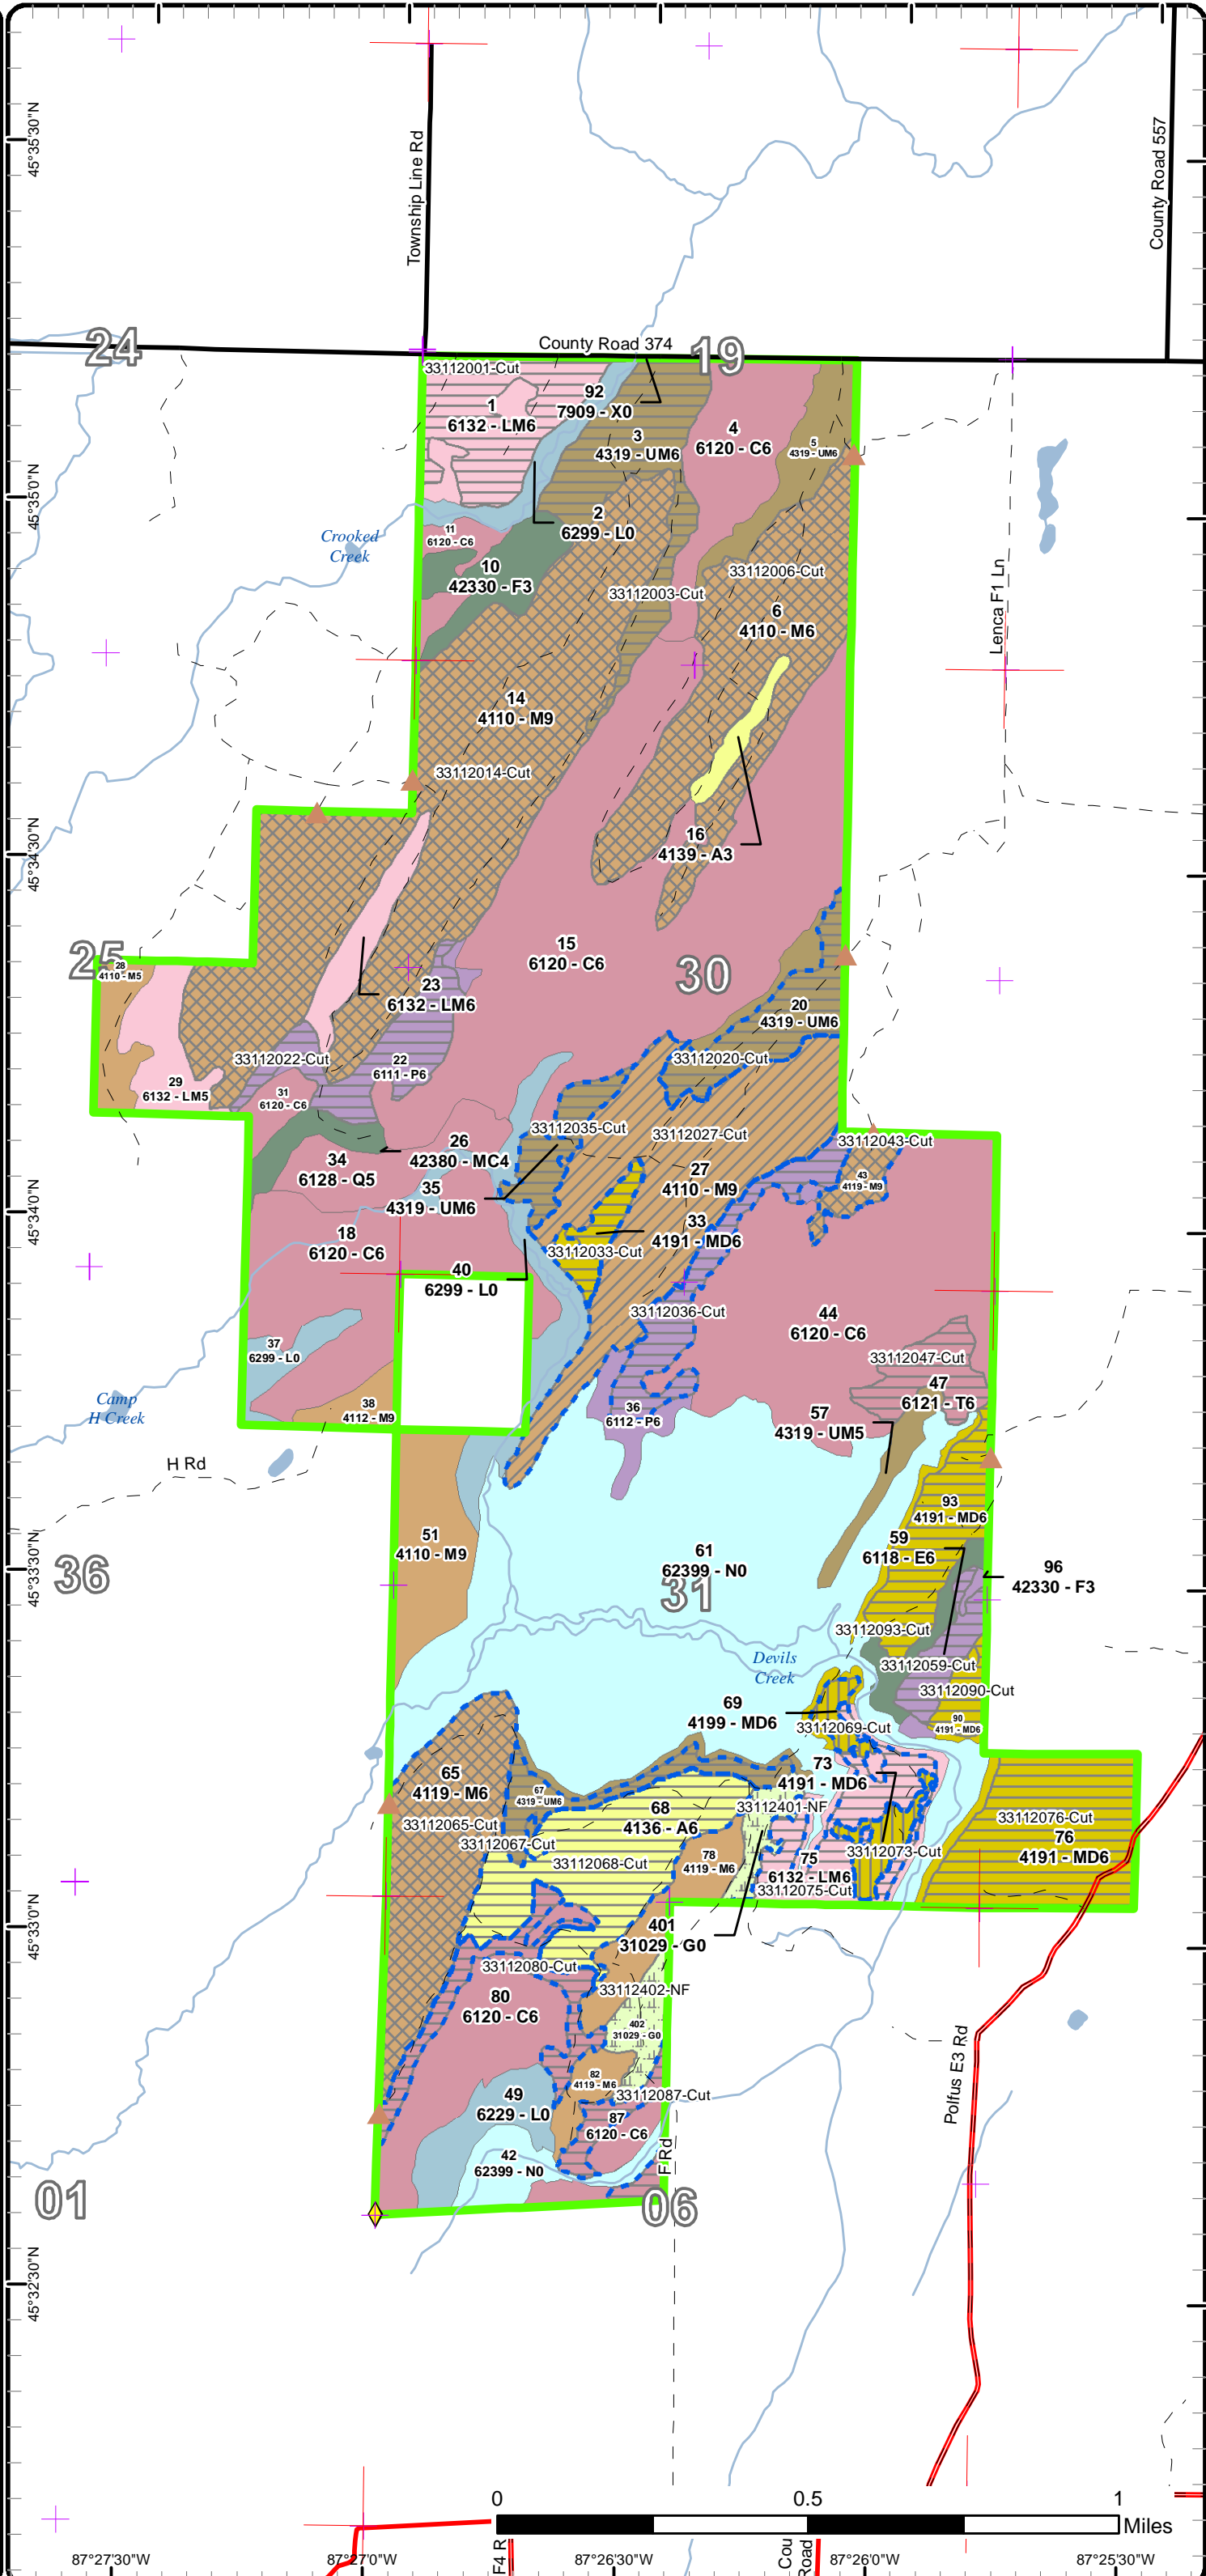 45°35'30"N
Township Line Rd
County Road 557
24
County Road 374
19
33112001-Cut
1
6132 - LM6
92
7909 - X0
3
4319 - UM6
4
6120 - C6
5
4319 - UM6
45°35'0"N
2
6299 - L0
Crooked
Creek
11
6120 - C6
10
42330 - F3
33112006-Cut
33112003-Cut
6
4110 - M6
Lenca F1 Ln
14
4110 - M9
33112014-Cut
16
4139 - A3
45°34'30"N
25
28
4110 - M5
15
6120 - C6
30
23
6132 - LM6
20
4319 - UM6
33112022-Cut
22
6111 - P6
33112020-Cut
29
6132 - LM5
31
6120 - C6
33112035-Cut
33112027-Cut
33112043-Cut
26
42380 - MC4
34
6128 - Q5
27
4110 - M9
43
4119 - M9
35
4319 - UM6
45°34'0"N
18
6120 - C6
33
4191 - MD6
33112033-Cut
40
6299 - L0
33112036-Cut
44
6120 - C6
37
6299 - L0
33112047-Cut
47
6121 - T6
Camp
H Creek
38
4112 - M9
36
6112 - P6
57
4319 - UM5
H Rd
93
4191 - MD6
51
4110 - M9
59
6118 - E6
61
62399 - N0
45°33'30"N
36
31
96
42330 - F3
33112093-Cut
Devils
Creek
33112059-Cut
33112090-Cut
69
4199 - MD6
90
4191 - MD6
33112069-Cut
73
4191 - MD6
65
4119 - M6
67
4319 - UM6
68
4136 - A6
33112401-NF
33112065-Cut
33112076-Cut
76
4191 - MD6
33112067-Cut
33112068-Cut
78
4119 - M6
33112073-Cut
75
6132 - LM6
33112075-Cut
45°33'0"N
401
31029 - G0
33112080-Cut
33112402-NF
80
6120 - C6
402
31029 - G0
Polfus E3 Rd
82
4119 - M6
33112087-Cut
49
6229 - L0
87
6120 - C6
42
62399 - N0
F Rd
01
06
45°32'30"N
0
0.5
1
Miles
F4 R
Cou
Road
87°27'30"W
87°27'0"W
87°26'30"W
87°26'0"W
87°25'30"W